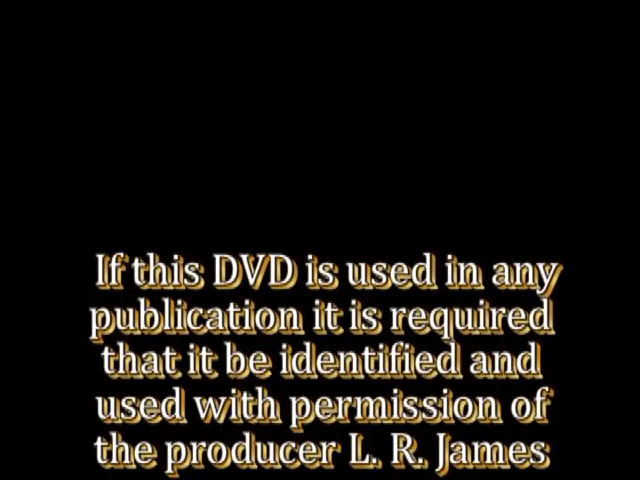 If this DVD is used in any
publication it is required
that it be identified and
used with permission of
the producer L. R. James